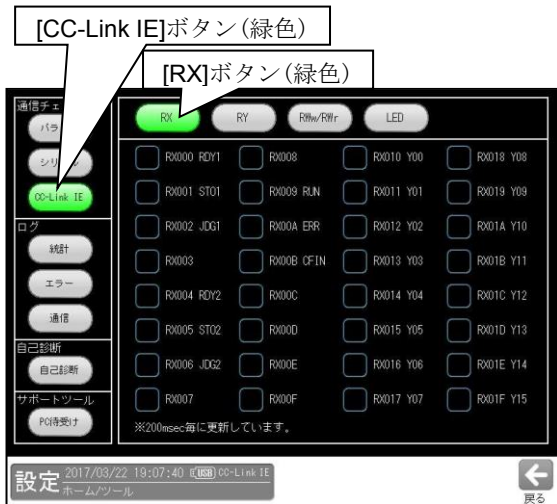 [CC-Link IE]ボタン(緑色)
[RX]ボタン(緑色)
通信チェ
パラ
シリ
CC-Link IE
ログ
統計
エラー
通信
自己診断
自己診断
サポートツール
PC待受け
RX RY RWw/RWr LED
RX000 RDY1 RX008 RX010 Y00 RX018 Y08
RX001 STO1 RX009 RUN RX011 Y01 RX019 Y09
RX002 JDG1 RX00A ERR RX012 Y02 RX01A Y10
RX003 RX00B CFIN RX013 Y03 RX01B Y11
RX004 RDY2 RX00C RX014 Y04 RX01C Y12
RX005 STO2 RX00D RX015 Y05 RX01D Y13
RX006 JDG2 RX00E RX016 Y06 RX01E Y14
RX007 RX00F RX017 Y07 RX01F Y15
※200msec毎に更新しています。
設定 2017/03/22 19:07:40 USB CC-Link IE
ホーム/ツール
戻る